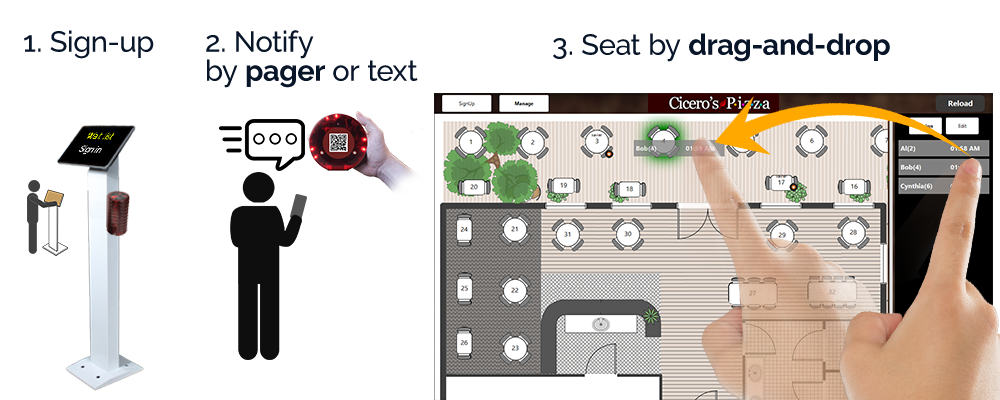 1. Sign-up
2. Notify
by pager or text
3. Seat by drag-and-drop
Wait list
Sign in
SignUp
Manage
Cicero's Pizza
Reload
Edit
1
2
3
4
6
7
Bob(4) 01
AM
Al(2) 01:58 AM
Bob(4) 01
Cynthia(6)
20
19
18
17
16
24
21
31
30
29
28
25
22
27
32
26
23